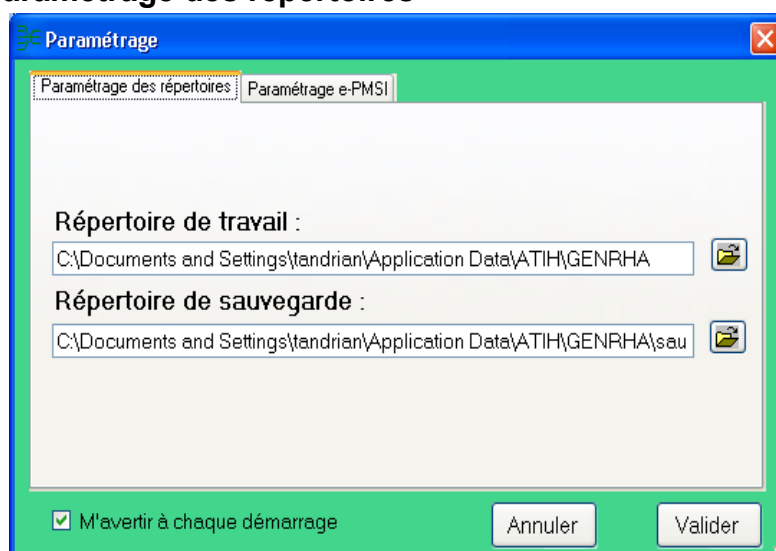 aramétrage des répertoires
Paramétrage
Paramétrage des répertoires Paramétrage e-PMSI
Répertoire de travail :
C:\Documents and Settings\tandrian\Application Data\ATIH\GENRHA
Répertoire de sauvegarde :
C:\Documents and Settings\tandrian\Application Data\ATIH\GENRHA\sau
M'avertir à chaque démarrage
Annuler Valider